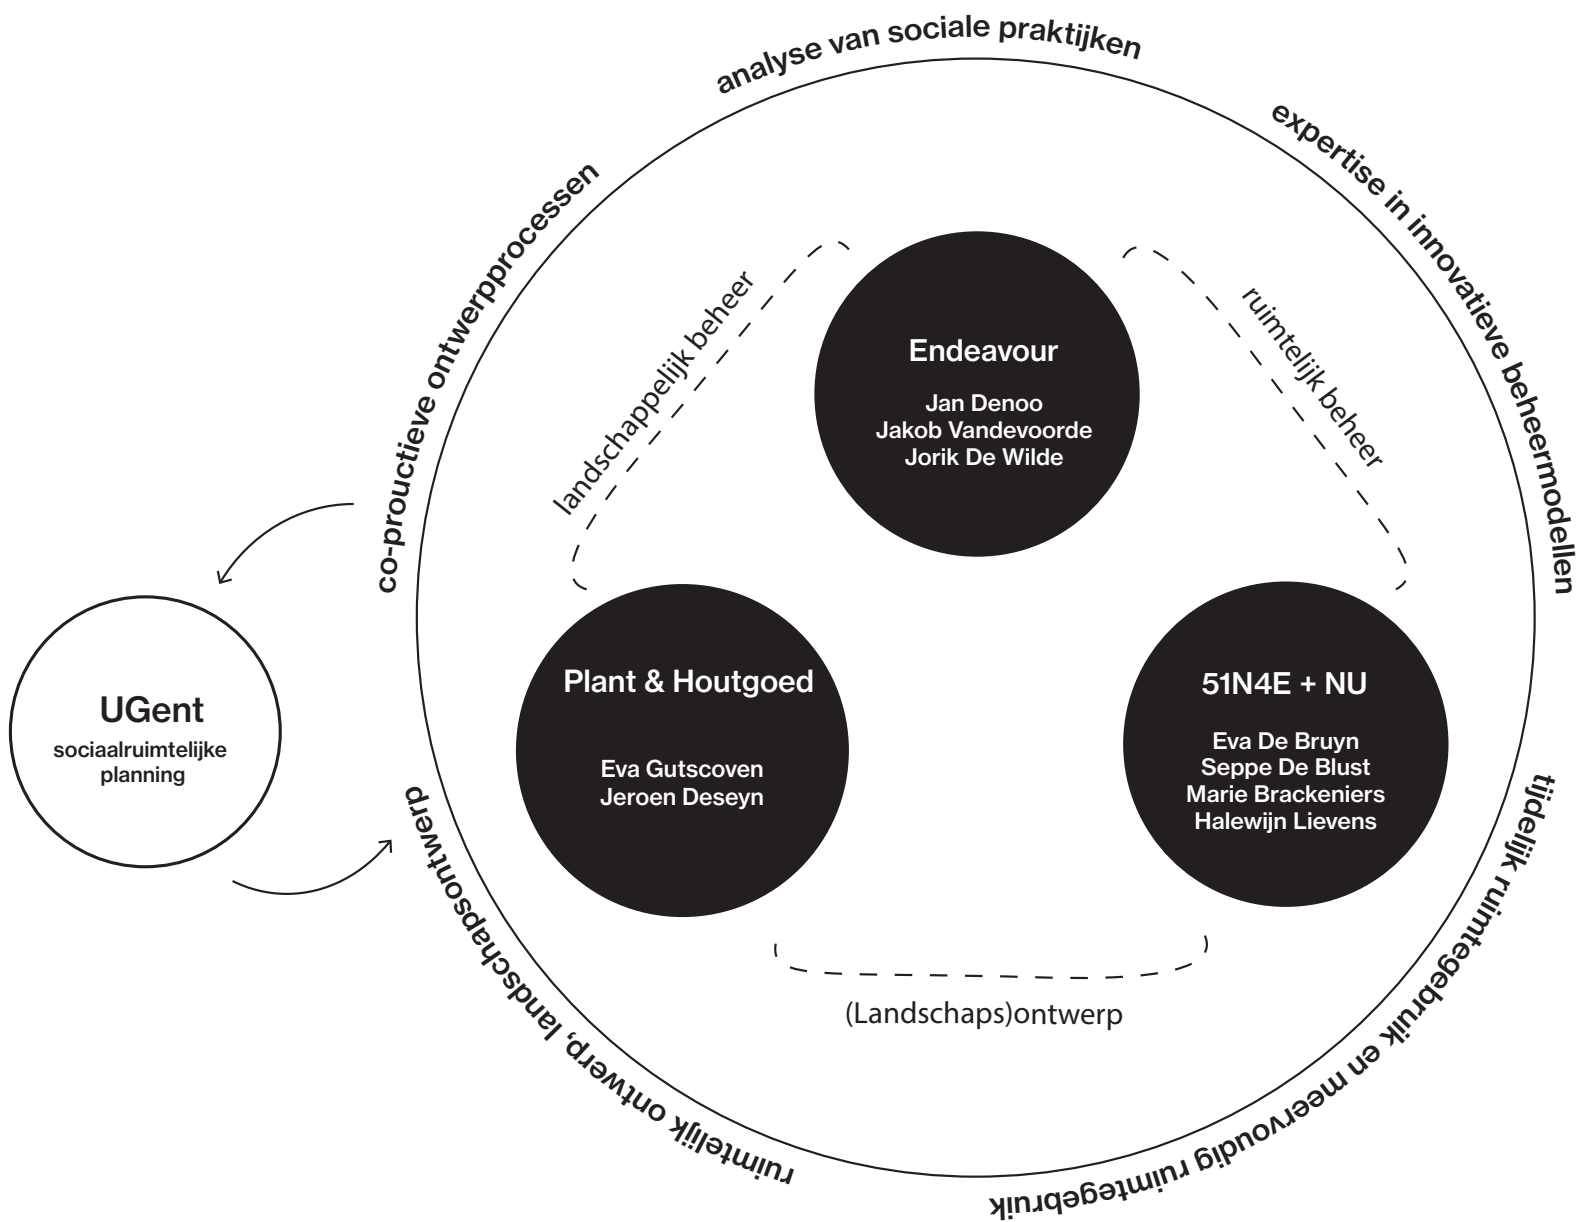 analyse van sociale praktijken
expertise in innovatieve beheermodellen
co-prouctieve ontwerpprocessen
landschappelijk beheer
ruimtelijk beheer
Endeavour
Jan Denoo
Jakob Vandevoorde
Jorik De Wilde
UGent
sociaalruimtelijke
planning
Plant & Houtgoed
Eva Gutscoven
Jeroen Deseyn
51N4E + NU
Eva De Bruyn
Seppe De Blust
Marie Brackeniers
Halewijn Lievens
(Landschaps)ontwerp
tijdelijk ruimtegebruik en meervoudig ruimtegebruik
ruimtelijk ontwerp, landschapsontwerp